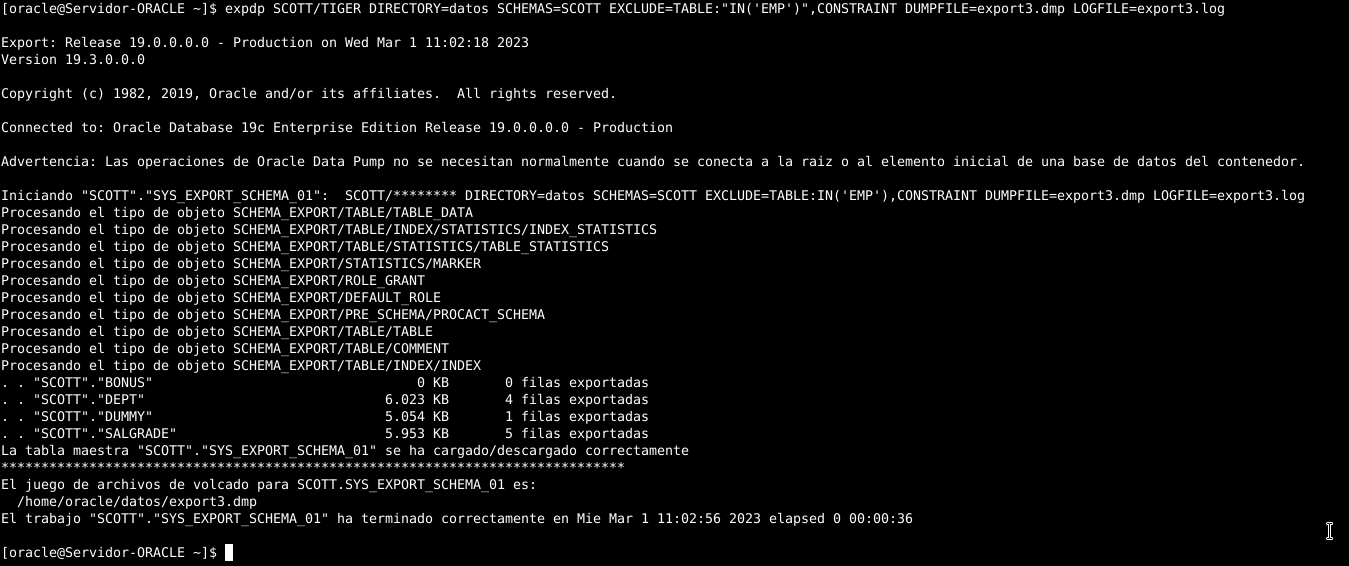 [oracle@Servidor-ORACLE ~]$ expdp SCOTT/TIGER DIRECTORY=datos SCHEMAS=SCOTT EXCLUDE=TABLE:"IN('EMP')",CONSTRAINT DUMPFILE=export3.dmp LOGFILE=export3.log
Export: Release 19.0.0.0.0 - Production on Wed Mar 1 11:02:18 2023
Version 19.3.0.0.0
Copyright (c) 1982, 2019, Oracle and/or its affiliates.  All rights reserved.
Connected to: Oracle Database 19c Enterprise Edition Release 19.0.0.0.0 - Production
Advertencia: Las operaciones de Oracle Data Pump no se necesitan normalmente cuando se conecta a la raiz o al elemento inicial de una base de datos del contenedor.
Iniciando "SCOTT"."SYS_EXPORT_SCHEMA_01":  SCOTT/******** DIRECTORY=datos SCHEMAS=SCOTT EXCLUDE=TABLE:IN('EMP'),CONSTRAINT DUMPFILE=export3.dmp LOGFILE=export3.log
Procesando el tipo de objeto SCHEMA_EXPORT/TABLE/TABLE_DATA
Procesando el tipo de objeto SCHEMA_EXPORT/TABLE/INDEX/STATISTICS/INDEX_STATISTICS
Procesando el tipo de objeto SCHEMA_EXPORT/TABLE/STATISTICS/TABLE_STATISTICS
Procesando el tipo de objeto SCHEMA_EXPORT/STATISTICS/MARKER
Procesando el tipo de objeto SCHEMA_EXPORT/ROLE_GRANT
Procesando el tipo de objeto SCHEMA_EXPORT/DEFAULT_ROLE
Procesando el tipo de objeto SCHEMA_EXPORT/PRE_SCHEMA/PROCACT_SCHEMA
Procesando el tipo de objeto SCHEMA_EXPORT/TABLE/TABLE
Procesando el tipo de objeto SCHEMA_EXPORT/TABLE/COMMENT
Procesando el tipo de objeto SCHEMA_EXPORT/TABLE/INDEX/INDEX
. . "SCOTT"."BONUS"                                 0 KB       0 filas exportadas
. . "SCOTT"."DEPT"                              6.023 KB       4 filas exportadas
. . "SCOTT"."DUMMY"                             5.054 KB       1 filas exportadas
. . "SCOTT"."SALGRADE"                          5.953 KB       5 filas exportadas
La tabla maestra "SCOTT"."SYS_EXPORT_SCHEMA_01" se ha cargado/descargado correctamente
******************************************************************************
El juego de archivos de volcado para SCOTT.SYS_EXPORT_SCHEMA_01 es:
  /home/oracle/datos/export3.dmp
El trabajo "SCOTT"."SYS_EXPORT_SCHEMA_01" ha terminado correctamente en Mie Mar 1 11:02:56 2023 elapsed 0 00:00:36
[oracle@Servidor-ORACLE ~]$